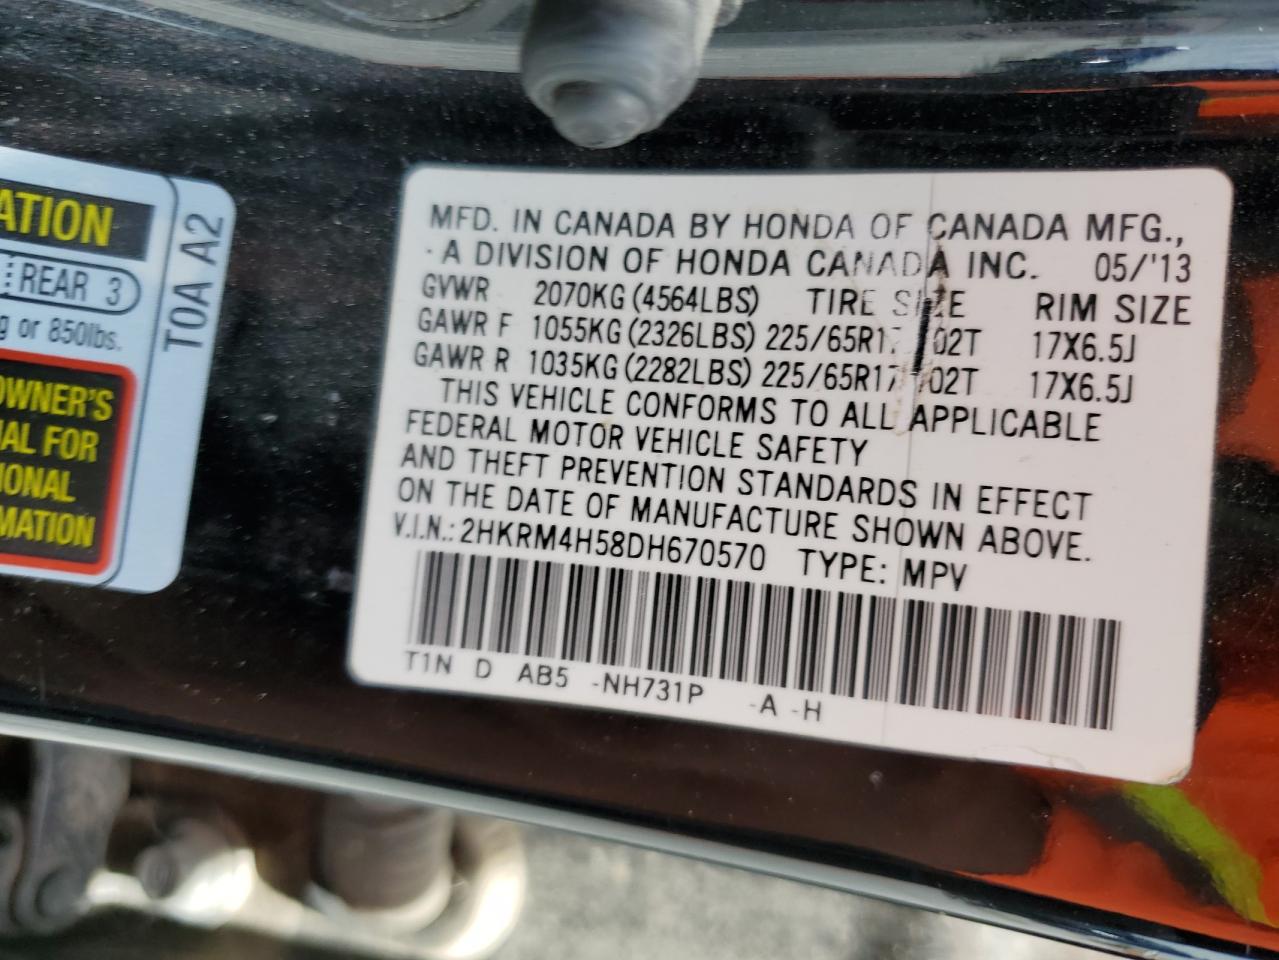 ATION
REAR 3
g or 850lbs.
OWNER'S
AL FOR
IONAL
MATION
T0A A2
MFD. IN CANADA BY HONDA OF CANADA MFG.,
A DIVISION OF HONDA CANADA INC. 05/'13
GVWR 2070KG (4564LBS) TIRE SIZE RIM SIZE
GAWR F 1055KG (2326LBS) 225/65R17 02T 17X6.5J
GAWR R 1035KG (2282LBS) 225/65R17 102T 17X6.5J
THIS VEHICLE CONFORMS TO ALL APPLICABLE
FEDERAL MOTOR VEHICLE SAFETY
AND THEFT PREVENTION STANDARDS IN EFFECT
ON THE DATE OF MANUFACTURE SHOWN ABOVE.
V.I.N.: 2HKRM4H58DH670570 TYPE: MPV
T1N D AB5 -NH731P -A -H